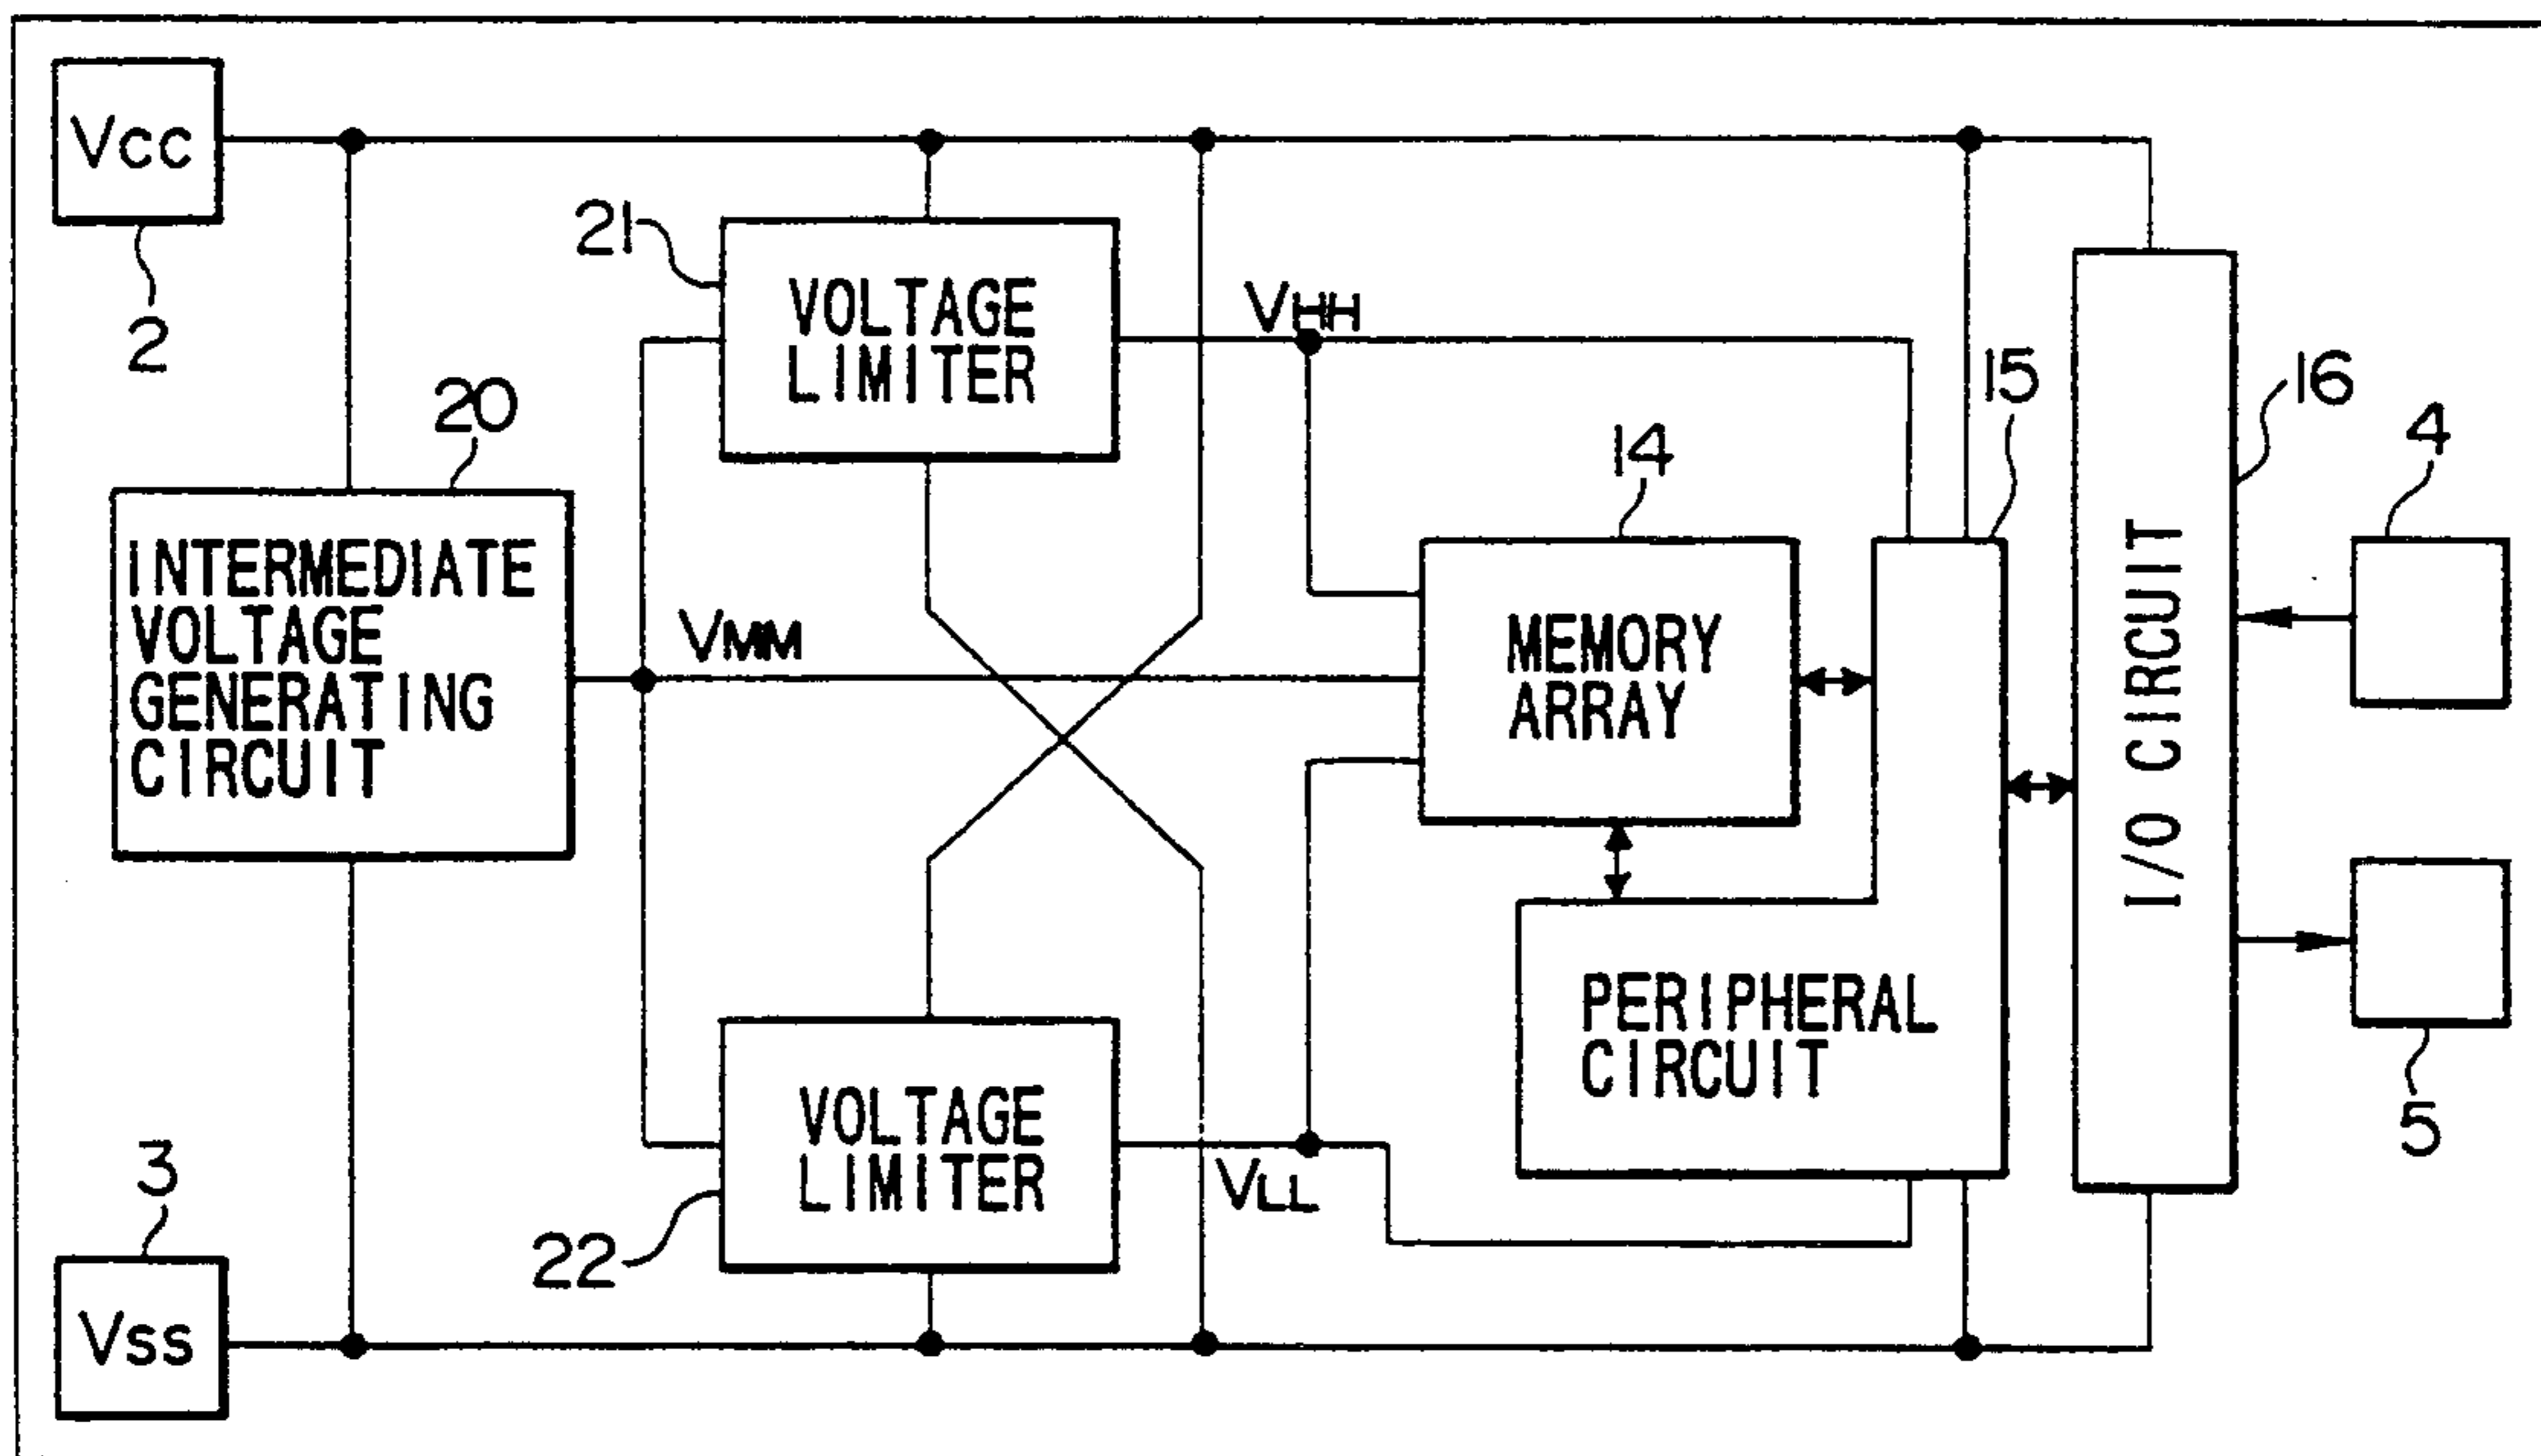 Vcc
2
21
VOLTAGE
LIMITER
VHH
20
INTERMEDIATE
VOLTAGE
GENERATING
CIRCUIT
VMM
14
MEMORY
ARRAY
15
16
I/O CIRCUIT
4
PERIPHERAL
CIRCUIT
5
VOLTAGE
LIMITER
22
VLL
3
Vss